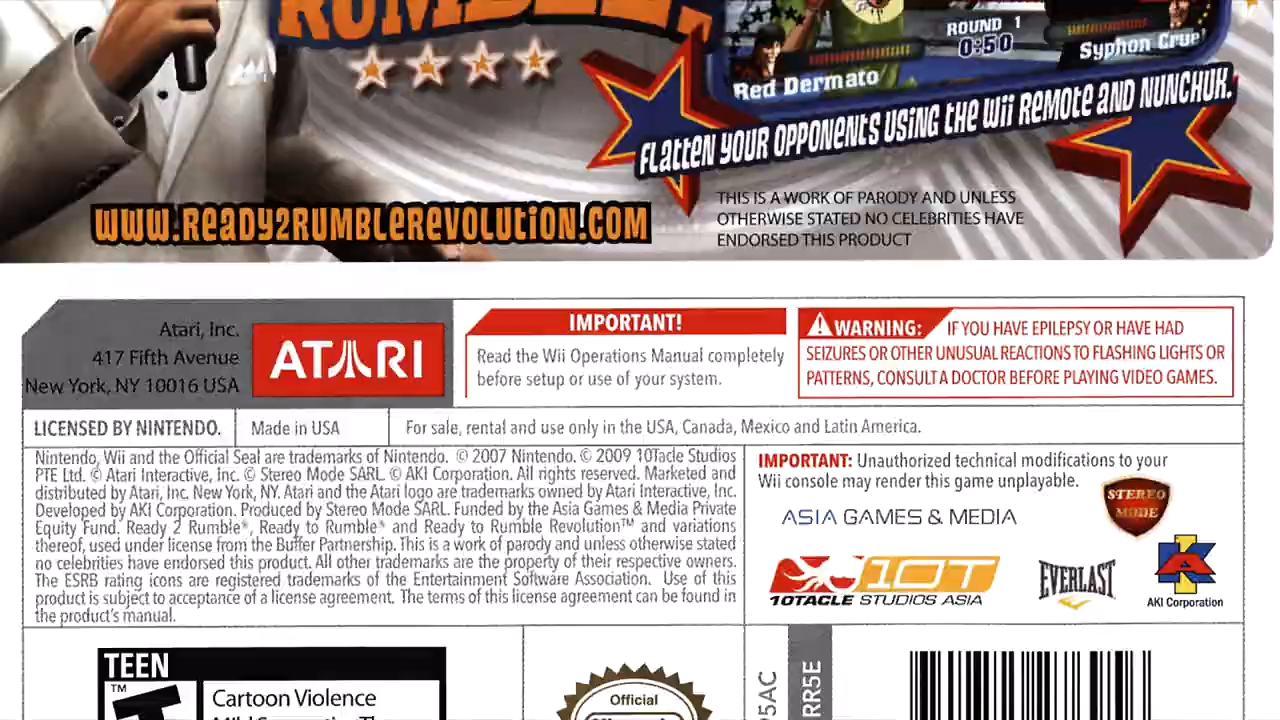 RUMBLE!
ROUND 1
0:50
Red Dermato
Syphon Cruel
FLATTEN YOUR OPPONENTS USING THE Wii REMOTE AND NUNCHUK.
www.READY2RUMBLEREVOLUTION.COM
THIS IS A WORK OF PARODY AND UNLESS
OTHERWISE STATED NO CELEBRITIES HAVE
ENDORSED THIS PRODUCT
Atari, Inc.
417 Fifth Avenue
New York, NY 10016 USA
ATARI
IMPORTANT!
Read the Wii Operations Manual completely
before setup or use of your system.
WARNING: IF YOU HAVE EPILEPSY OR HAVE HAD
SEIZURES OR OTHER UNUSUAL REACTIONS TO FLASHING LIGHTS OR
PATTERNS, CONSULT A DOCTOR BEFORE PLAYING VIDEO GAMES.
LICENSED BY NINTENDO.
Made in USA
For sale, rental and use only in the USA, Canada, Mexico and Latin America.
Nintendo, Wii and the Official Seal are trademarks of Nintendo. © 2007 Nintendo. © 2009 10Tacle Studios
PTE Ltd. © Atari Interactive, Inc. © Stereo Mode SARL. © AKI Corporation. All rights reserved. Marketed and
distributed by Atari, Inc. New York, NY. Atari and the Atari logo are trademarks owned by Atari Interactive, Inc.
Developed by AKI Corporation. Produced by Stereo Mode SARL. Funded by the Asia Games & Media Private
Equity Fund. Ready 2 Rumble®, Ready to Rumble® and Ready to Rumble Revolution™ and variations
thereof, used under license from the Buffer Partnership. This is a work of parody and unless otherwise stated
no celebrities have endorsed this product. All other trademarks are the property of their respective owners.
The ESRB rating icons are registered trademarks of the Entertainment Software Association. Use of this
product is subject to acceptance of a license agreement. The terms of this license agreement can be found in
the product's manual.
IMPORTANT: Unauthorized technical modifications to your
Wii console may render this game unplayable.
ASIA GAMES & MEDIA
STEREO
MODE
10T
10TACLE STUDIOS ASIA
EVERLAST
AKI Corporation
TEEN
TM
T
Cartoon Violence
Official
95AC
RR5E